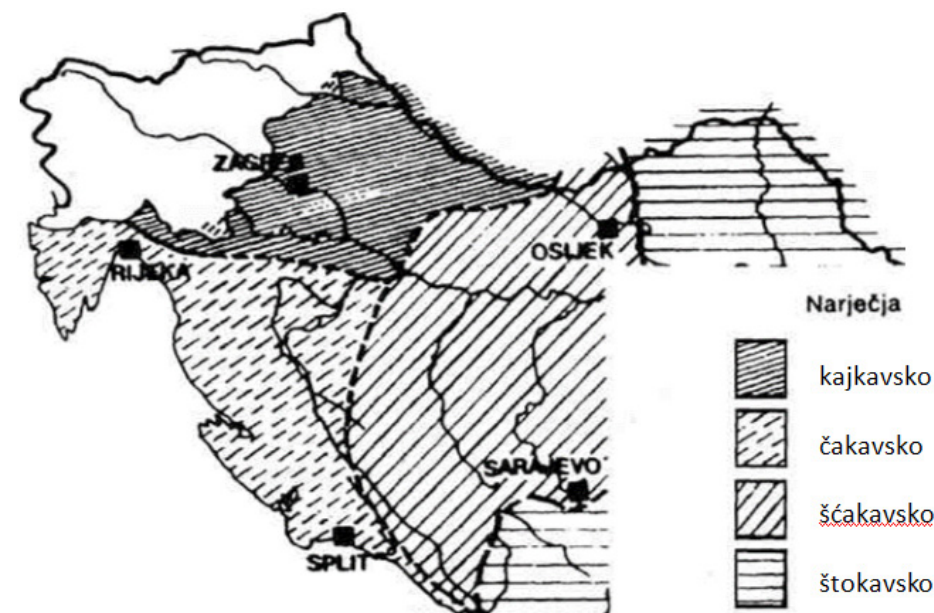 ZAGREB
RIJEKA
OSIJEK
SARAJEVO
SPLIT
Narječja
kajkavsko
čakavsko
šćakavsko
štokavsko